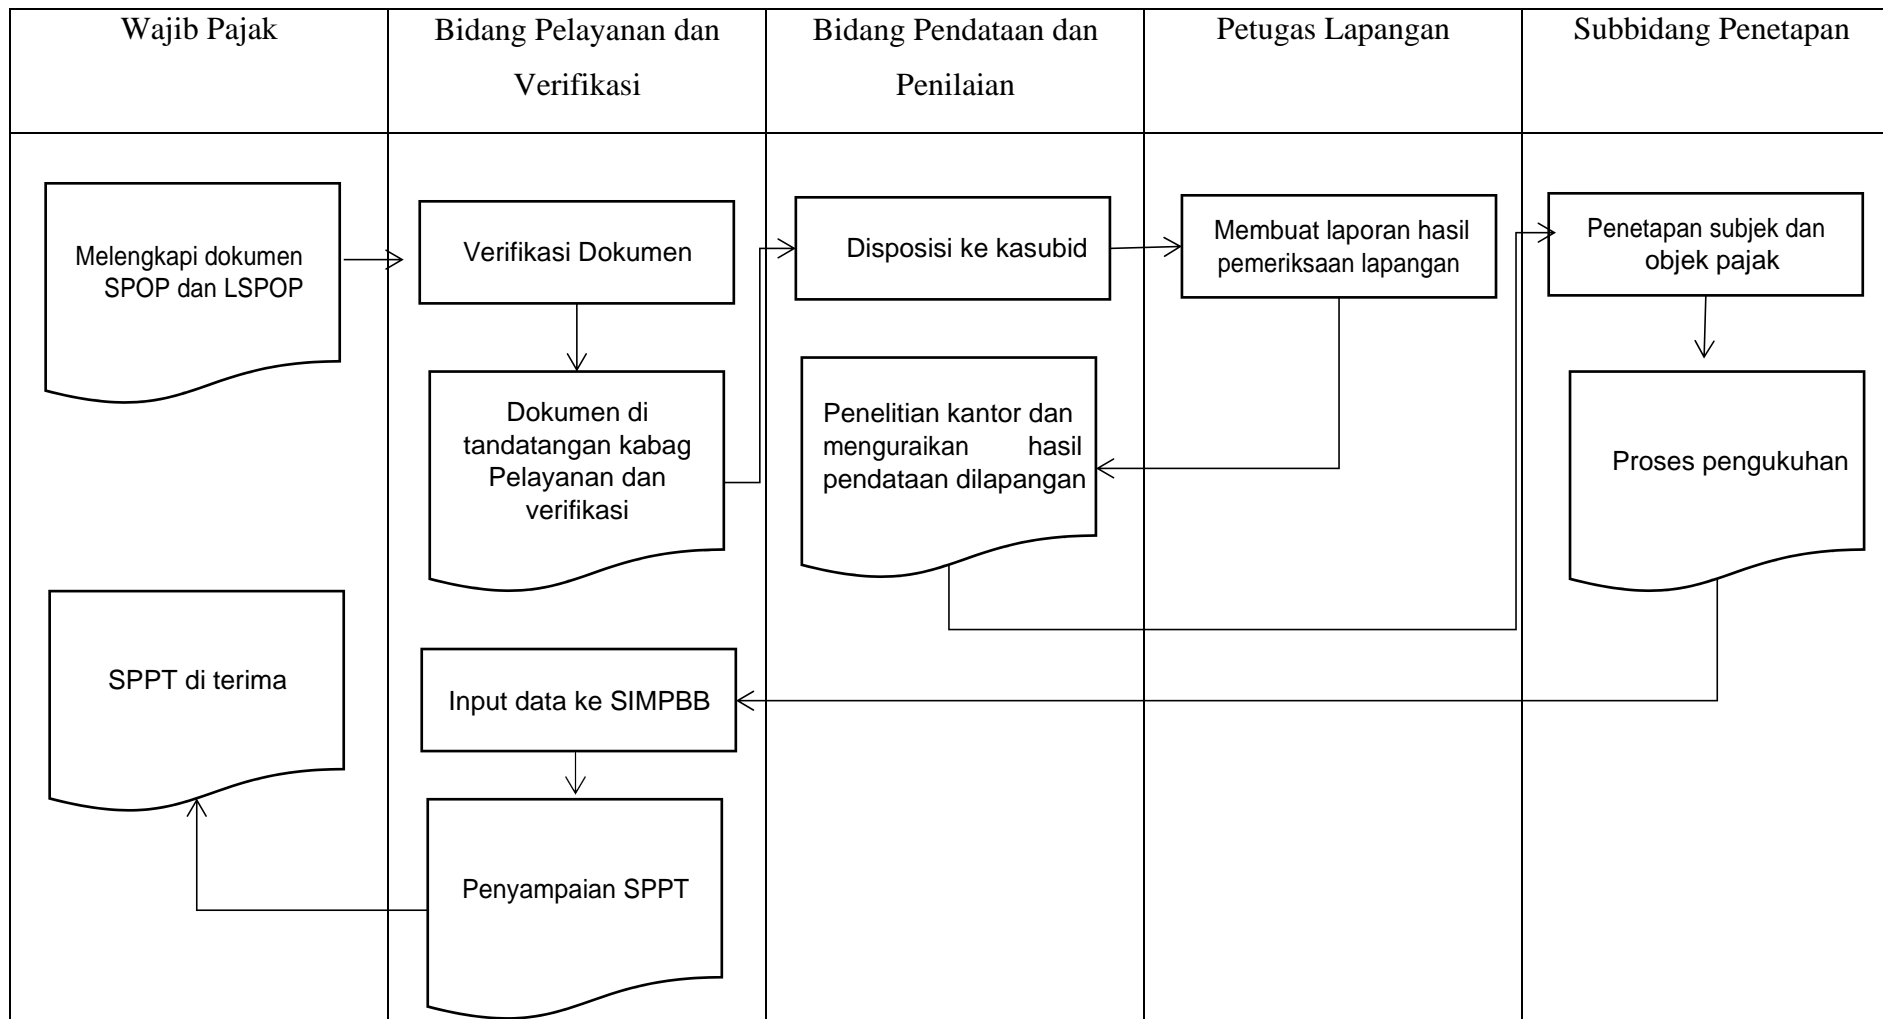 Wajib Pajak
Bidang Pelayanan dan
Verifikasi
Bidang Pendataan dan
Penilaian
Petugas Lapangan
Subbidang Penetapan
Melengkapi dokumen
SPOP dan LSPOP
Verifikasi Dokumen
Disposisi ke kasubid
Membuat laporan hasil
pemeriksaan lapangan
Penetapan subjek dan
objek pajak
Dokumen di
tandatangan kabag
Pelayanan dan
verifikasi
Penelitian kantor dan
menguraikan hasil
pendataan dilapangan
Proses pengukuhan
SPPT di terima
Input data ke SIMPBB
Penyampaian SPPT